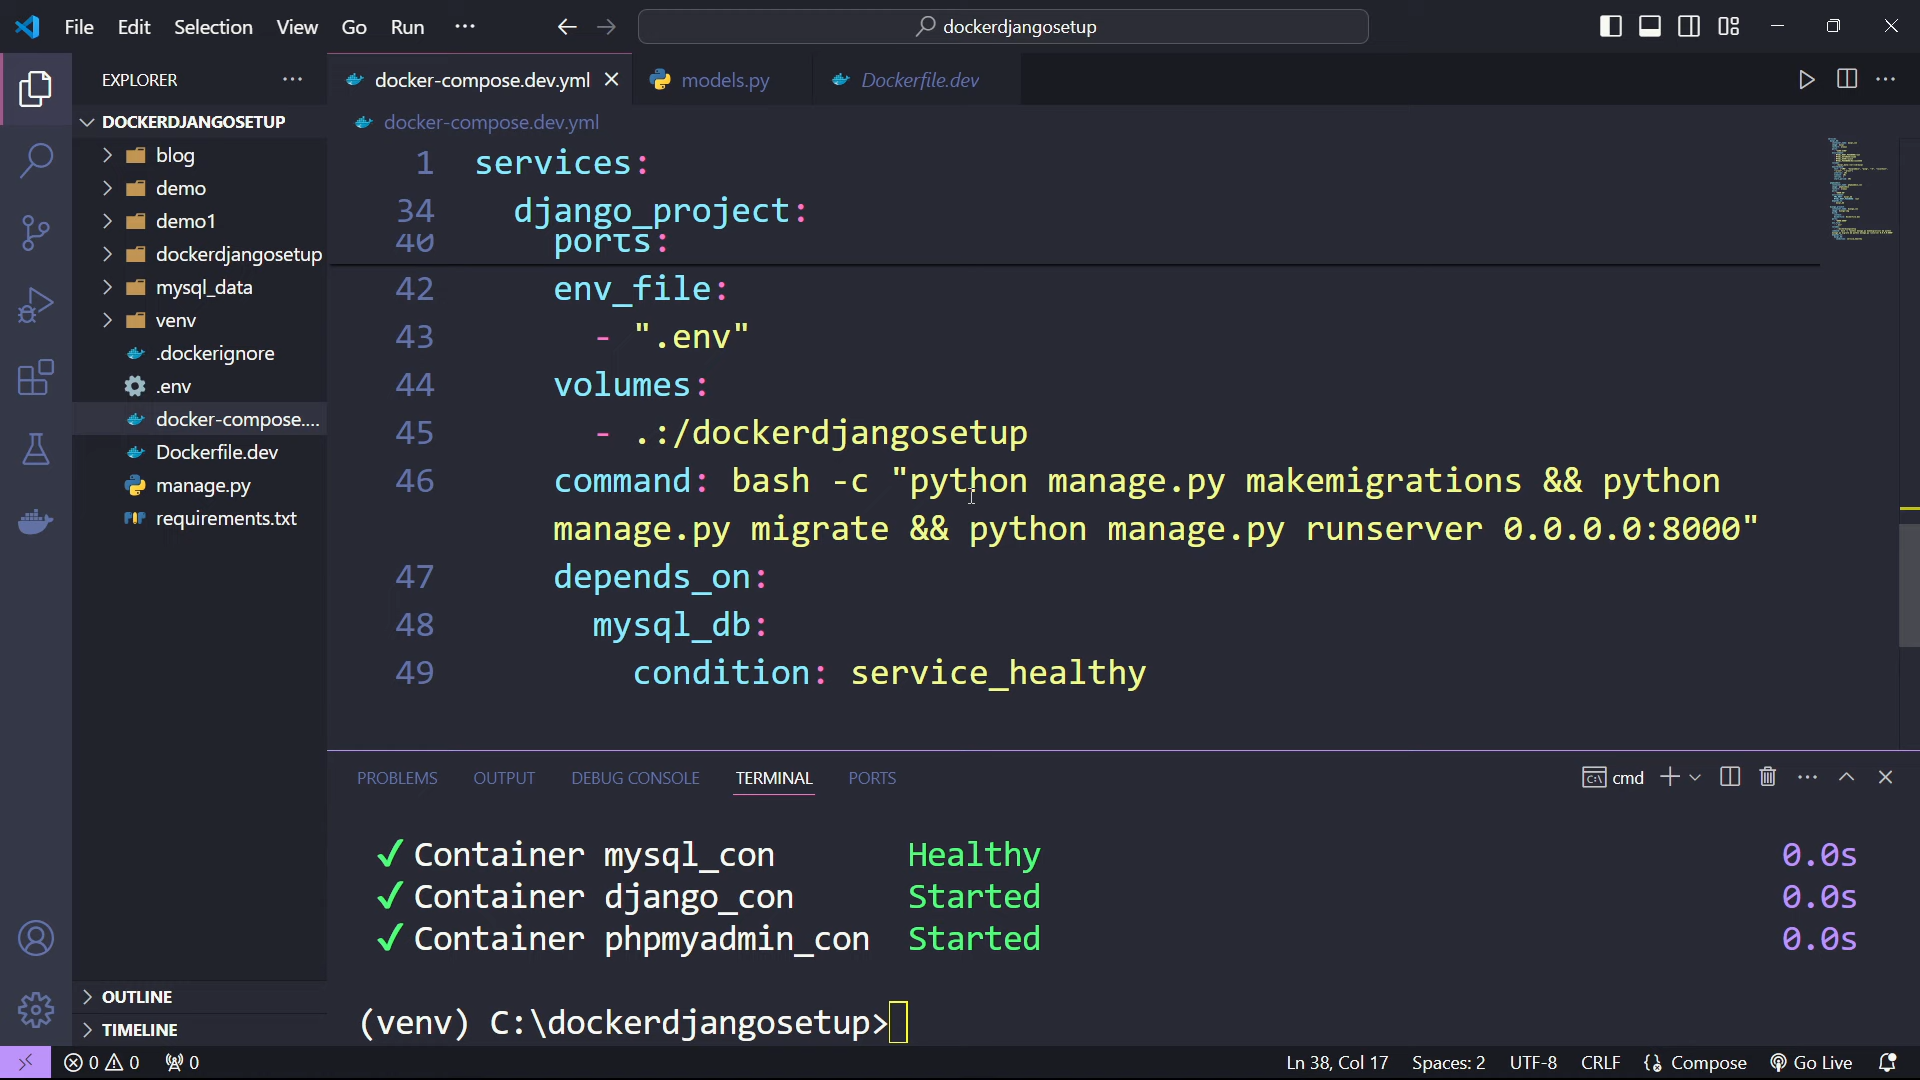 File Edit Selection View Go Run ··· dockerdjangosetup
EXPLORER ···
docker-compose.dev.yml models.py Dockerfile.dev
DOCKERDJANGOSETUP
blog
demo
demo1
dockerdjangosetup
mysql_data
venv
.dockerignore
.env
docker-compose....
Dockerfile.dev
manage.py
requirements.txt
OUTLINE
TIMELINE
docker-compose.dev.yml
1 services:
34 django_project:
40 ports:
42 env_file:
43 - ".env"
44 volumes:
45 - .:/dockerdjangosetup
46 command: bash -c "python manage.py makemigrations && python
manage.py migrate && python manage.py runserver 0.0.0.0:8000"
47 depends_on:
48 mysql_db:
49 condition: service_healthy
PROBLEMS OUTPUT DEBUG CONSOLE TERMINAL PORTS cmd
✓ Container mysql_con Healthy 0.0s
✓ Container django_con Started 0.0s
✓ Container phpmyadmin_con Started 0.0s
(venv) C:\dockerdjangosetup>
0 0 0 Ln 38, Col 17 Spaces: 2 UTF-8 CRLF Compose Go Live